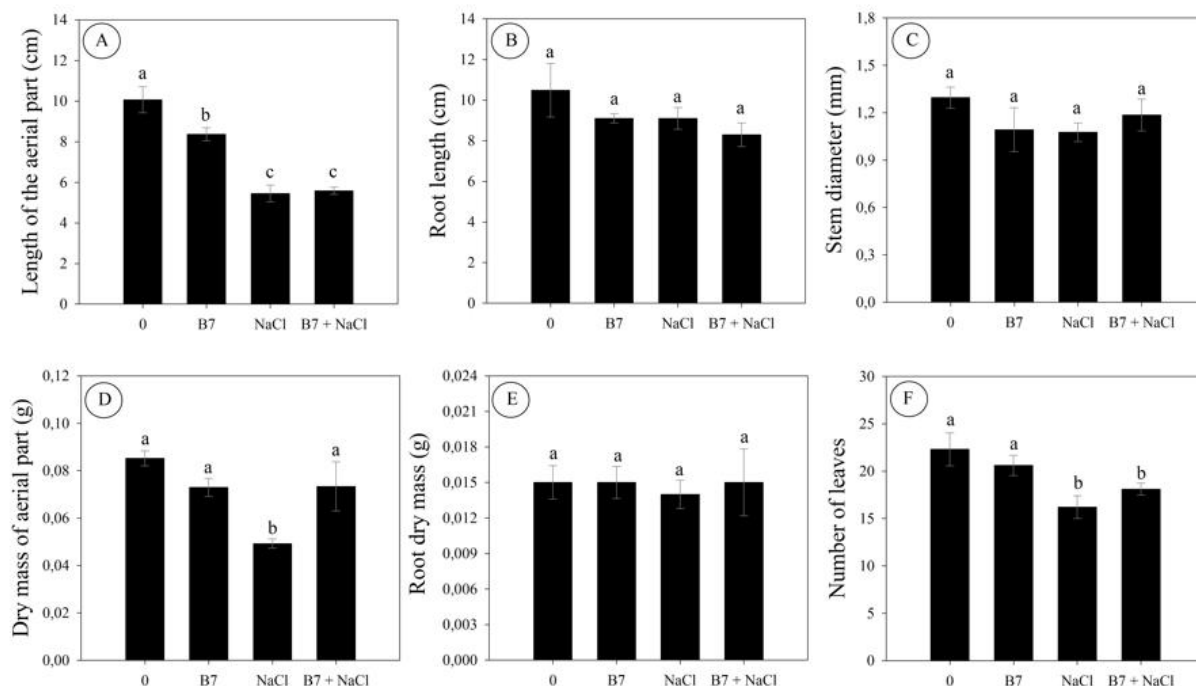 A
Length of the aerial part (cm)
14
12
10
8
6
4
2
0
a
b
c
c
0 B7 NaCl B7 + NaCl
B
Root length (cm)
14
12
10
8
6
4
2
0
a
a
a
a
0 B7 NaCl B7 + NaCl
C
Stem diameter (mm)
1,8
1,5
1,2
0,9
0,6
0,3
0,0
a
a
a
a
0 B7 NaCl B7 + NaCl
D
Dry mass of aerial part (g)
0,12
0,10
0,08
0,06
0,04
0,02
0,00
a
a
b
a
0 B7 NaCl B7 + NaCl
E
Root dry mass (g)
0,024
0,021
0,018
0,015
0,012
0,009
0,006
0,003
0,000
a
a
a
a
0 B7 NaCl B7 + NaCl
F
Number of leaves
30
25
20
15
10
5
0
a
a
b
b
0 B7 NaCl B7 + NaCl